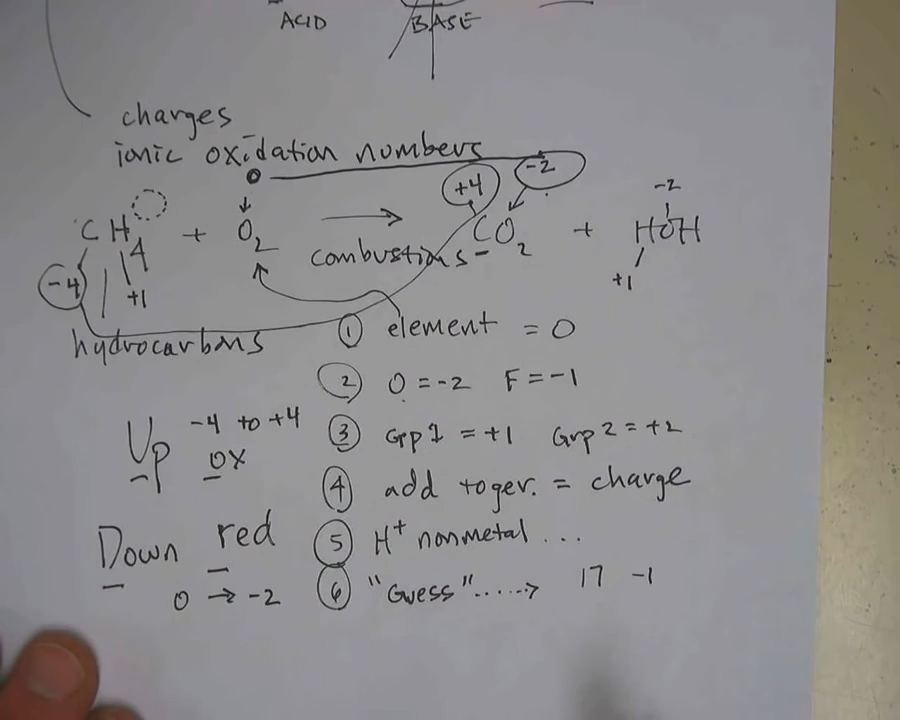 ACID BASE
charges
ionic oxidation numbers
0 +4 -2 -2
CH4 + O2 → CO2 + HOH
combustions
-4 +1 +1
hydrocarbons
① element = 0
② O = -2 F = -1
Up -4 to +4
ox
③ Grp 1 = +1 Grp 2 = +2
④ add toger. = charge
Down red
⑤ H+ nonmetal ...
0 → -2
⑥ "Guess" ......→ 17 -1